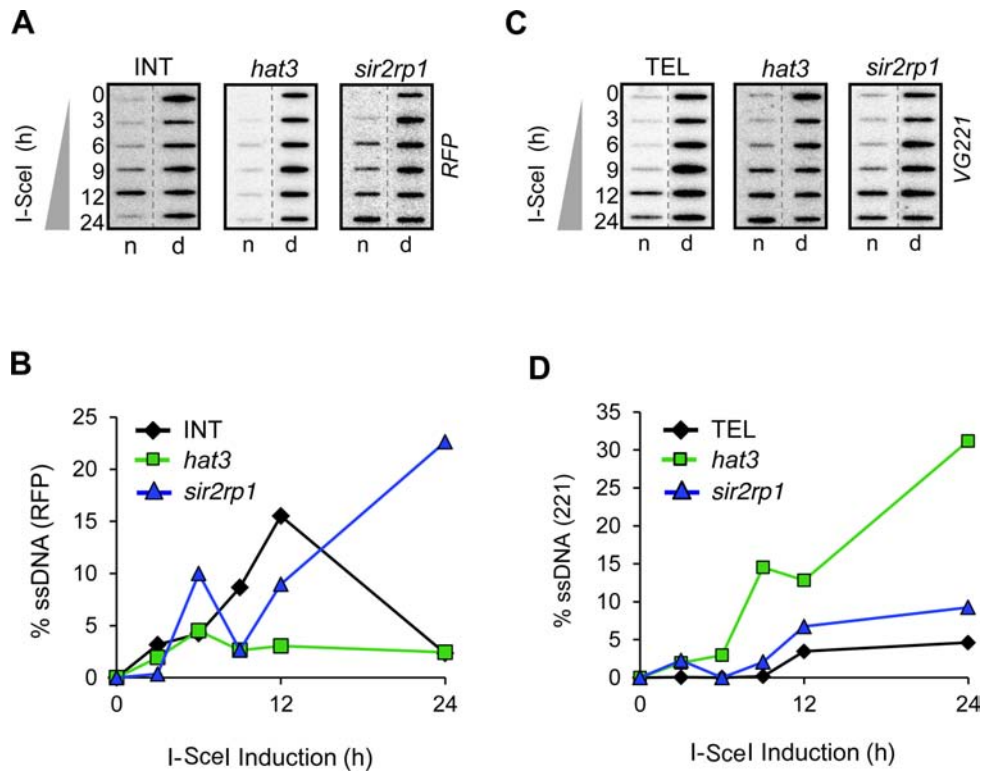 A
INT hat3 sir2rp1
I-SceI (h)
0
3
6
9
12
24
RFP
n d n d n d
C
TEL hat3 sir2rp1
I-SceI (h)
0
3
6
9
12
24
VG221
n d n d n d
B
% ssDNA (RFP)
25
20
15
10
5
0
INT
hat3
sir2rp1
0 12 24
I-SceI Induction (h)
D
% ssDNA (221)
35
30
25
20
15
10
5
0
TEL
hat3
sir2rp1
0 12 24
I-SceI Induction (h)